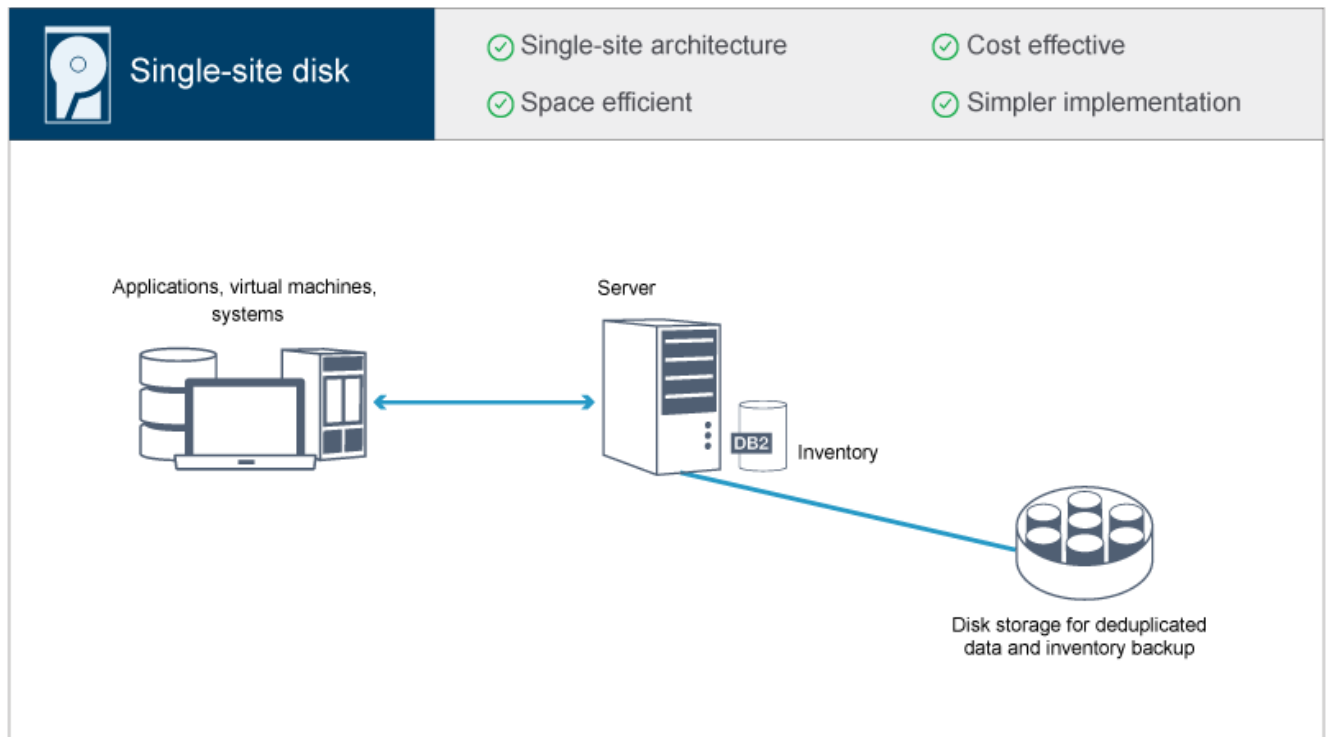 Single-site disk
Single-site architecture
Cost effective
Space efficient
Simpler implementation
Applications, virtual machines,
systems
Server
DB2
Inventory
Disk storage for deduplicated
data and inventory backup